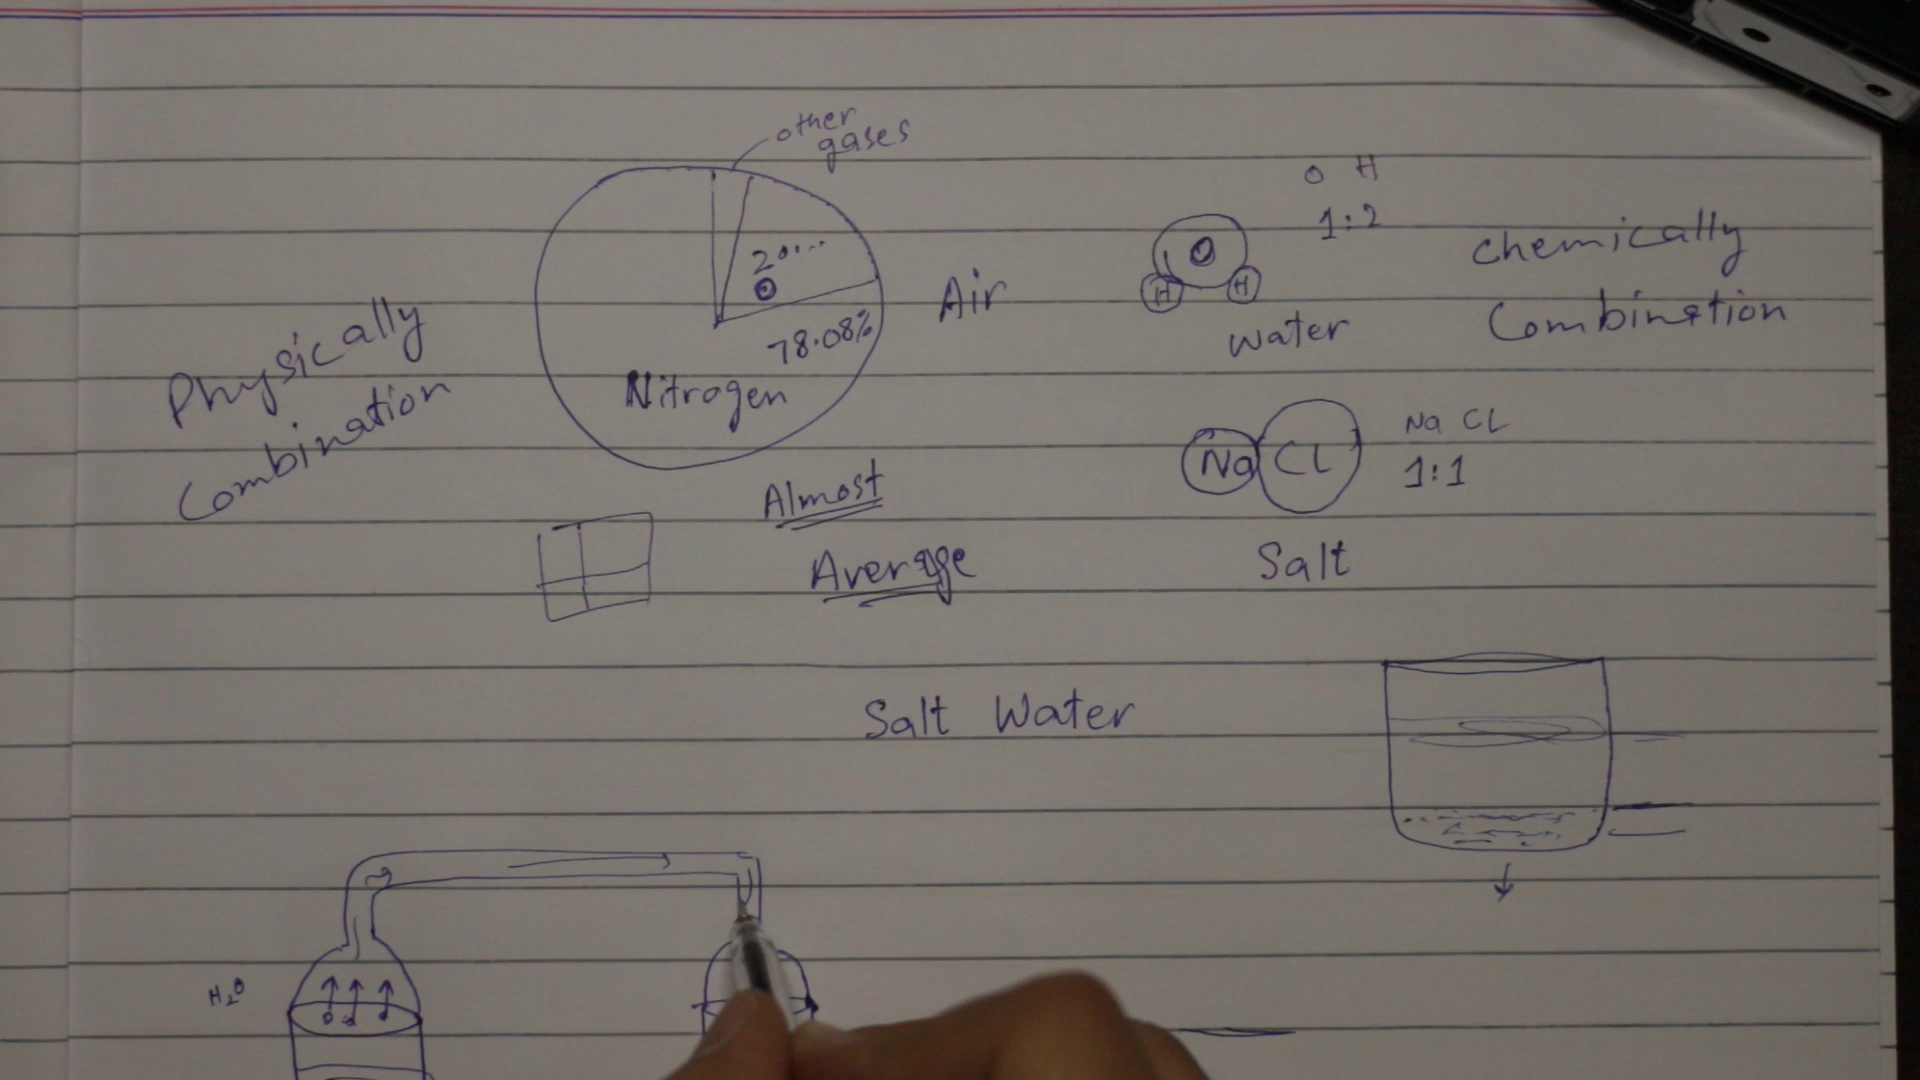 other
gases
20...
O
78.08%
Nitrogen
Air
Physically
Combination
Almost
Average
O H
1:2
O
H H
Water
Chemically
Combination
Na Cl
Na Cl
1:1
Salt
Salt Water
H₂O